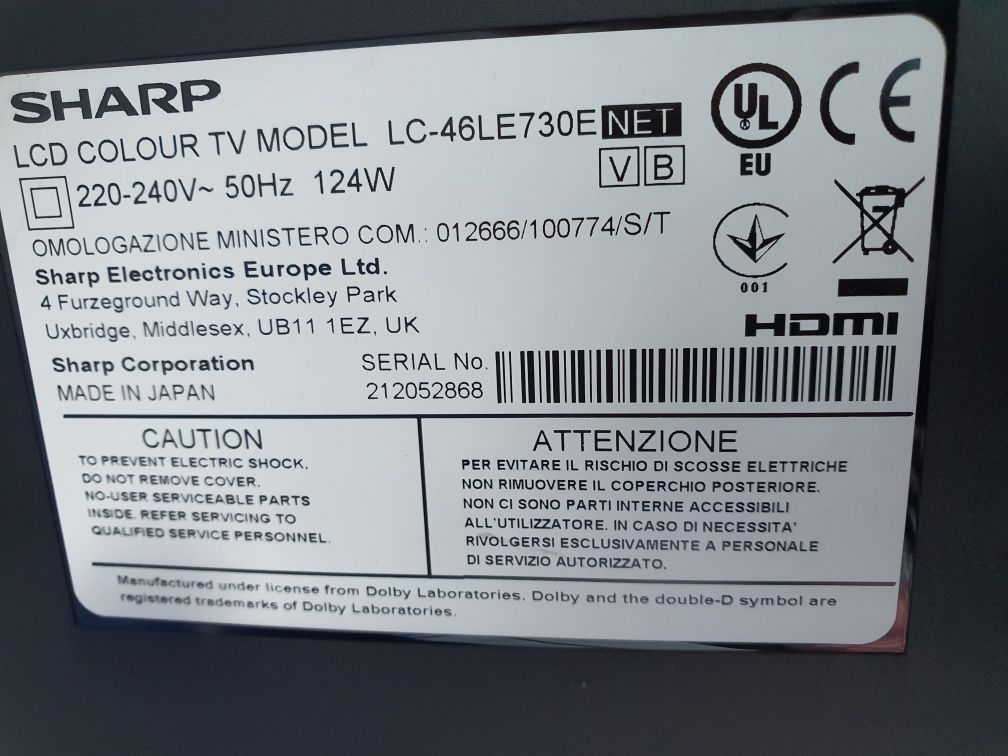 SHARP
LCD COLOUR TV MODEL LC-46LE730E NET
V B
220-240V~ 50Hz 124W
OMOLOGAZIONE MINISTERO COM.: 012666/100774/S/T
Sharp Electronics Europe Ltd.
4 Furzeground Way, Stockley Park
Uxbridge, Middlesex, UB11 1EZ, UK
Sharp Corporation
MADE IN JAPAN
SERIAL No.
212052868
UL
EU
CE
001
HDMI
CAUTION
TO PREVENT ELECTRIC SHOCK,
DO NOT REMOVE COVER.
NO-USER SERVICEABLE PARTS
INSIDE. REFER SERVICING TO
QUALIFIED SERVICE PERSONNEL.
ATTENZIONE
PER EVITARE IL RISCHIO DI SCOSSE ELETTRICHE
NON RIMUOVERE IL COPERCHIO POSTERIORE.
NON CI SONO PARTI INTERNE ACCESSIBILI
ALL'UTILIZZATORE. IN CASO DI NECESSITA'
RIVOLGERSI ESCLUSIVAMENTE A PERSONALE
DI SERVIZIO AUTORIZZATO.
Manufactured under license from Dolby Laboratories. Dolby and the double-D symbol are
registered trademarks of Dolby Laboratories.